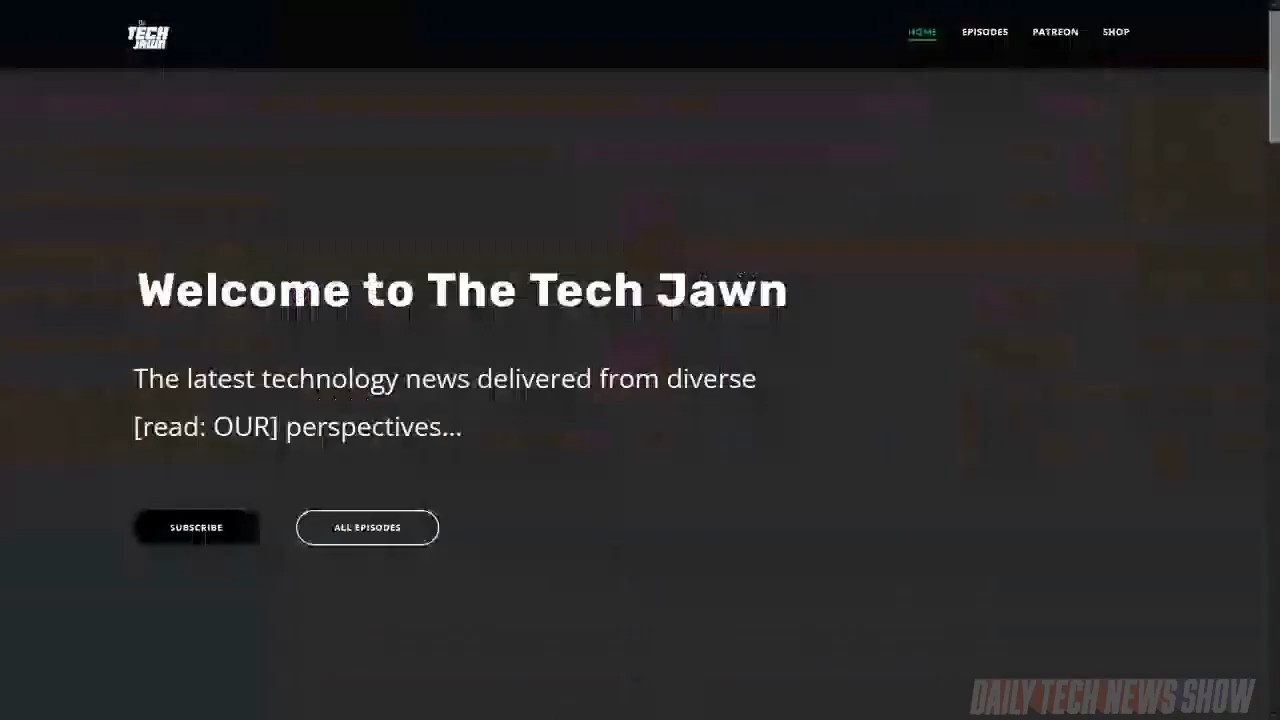 The
TECH
JAWN
HOME EPISODES PATREON SHOP
Welcome to The Tech Jawn
The latest technology news delivered from diverse
[read: OUR] perspectives...
SUBSCRIBE ALL EPISODES
DAILY TECH NEWS SHOW